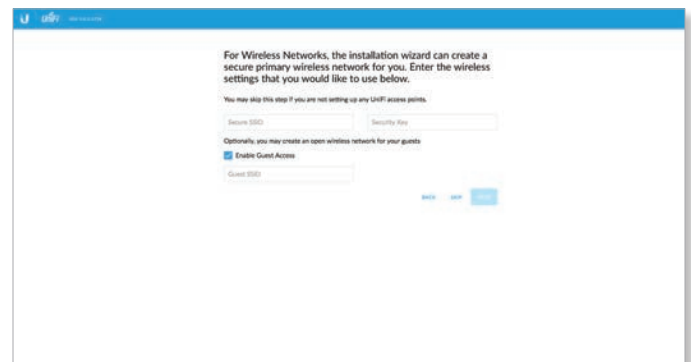 U UniFi
For Wireless Networks, the installation wizard can create a
secure primary wireless network for you. Enter the wireless
settings that you would like to use below.
You may skip this step if you are not setting up any UniFi access points.
Secure SSID Security Key
Optionally, you may create an open wireless network for your guests
Enable Guest Access
Guest SSID
BACK SKIP